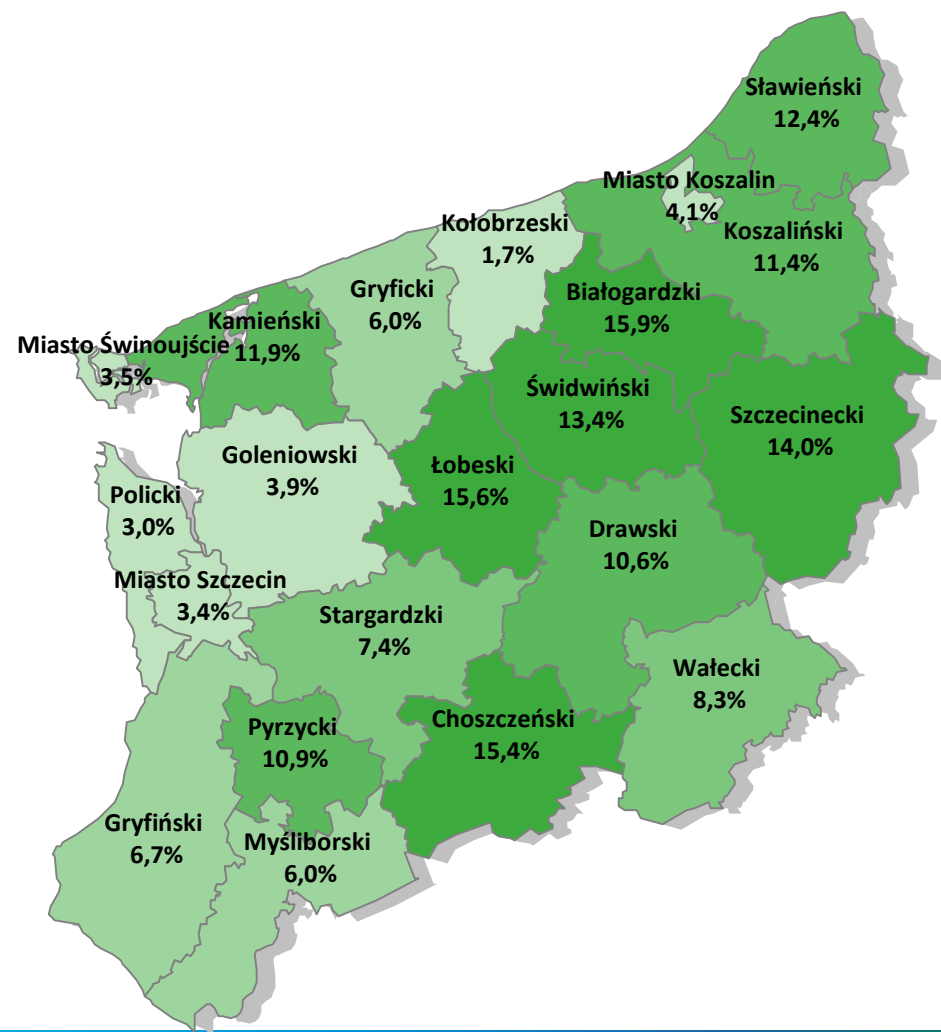 Sławieński
12,4%
Miasto Koszalin
4,1%
Kołobrzeski
1,7%
Koszaliński
11,4%
Gryficki
6,0%
Białogardzki
15,9%
Kamieński
11,9%
Miasto Świnoujście
3,5%
Świdwiński
13,4%
Szczecinecki
14,0%
Goleniowski
3,9%
Łobeski
15,6%
Policki
3,0%
Drawski
10,6%
Miasto Szczecin
3,4%
Stargardzki
7,4%
Wałecki
8,3%
Choszczeński
15,4%
Pyrzycki
10,9%
Gryfiński
6,7%
Myśliborski
6,0%